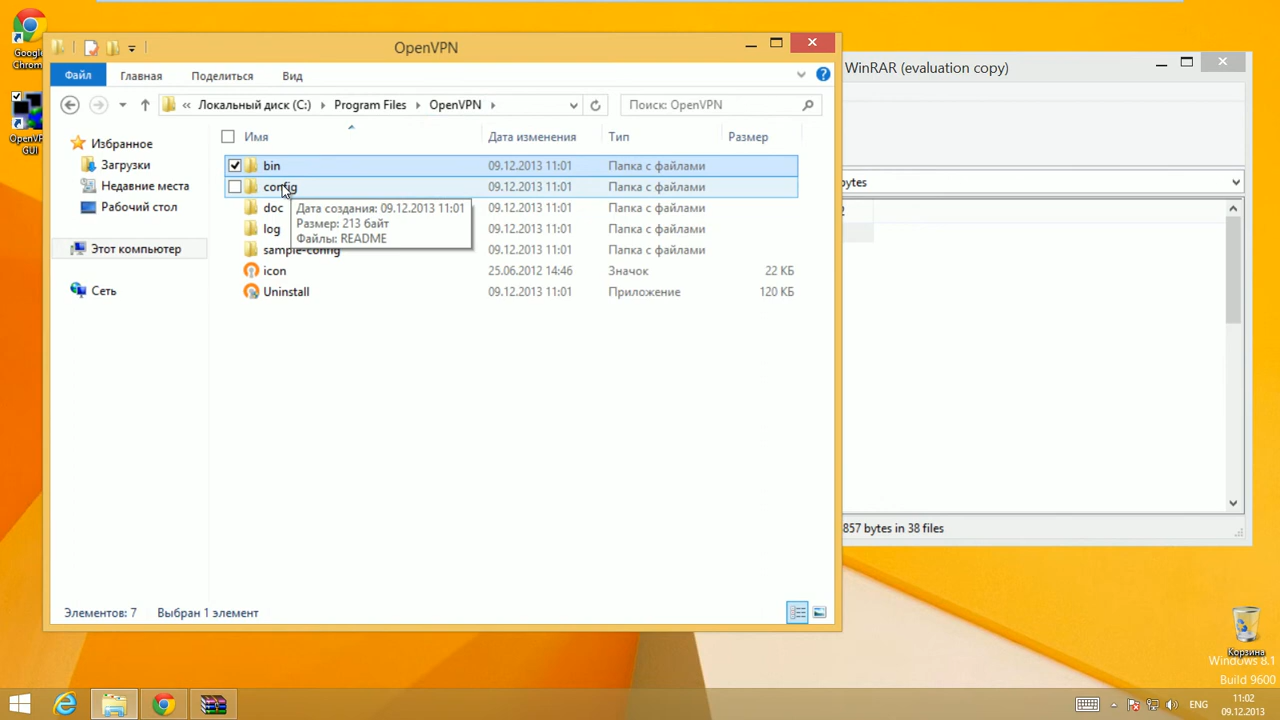 Google
Chrom
OpenV
GUI
OpenVPN
Файл
Главная
Поделиться
Вид
Локальный диск (C:)
Program Files
OpenVPN
Поиск: OpenVPN
Избранное
Загрузки
Недавние места
Рабочий стол
Этот компьютер
Сеть
Имя
Дата изменения
Тип
Размер
bin 09.12.2013 11:01 Папка с файлами
config 09.12.2013 11:01 Папка с файлами
doc 09.12.2013 11:01 Папка с файлами
log 09.12.2013 11:01 Папка с файлами
sample-config 09.12.2013 11:01 Папка с файлами
icon 25.06.2012 14:46 Значок 22 КБ
Uninstall 09.12.2013 11:01 Приложение 120 КБ
Дата создания: 09.12.2013 11:01
Размер: 213 байт
Файлы: README
Элементов: 7 Выбран 1 элемент
WinRAR (evaluation copy)
bytes
2
857 bytes in 38 files
Корзина
Windows 8.1
Build 9600
ENG
11:02
09.12.2013